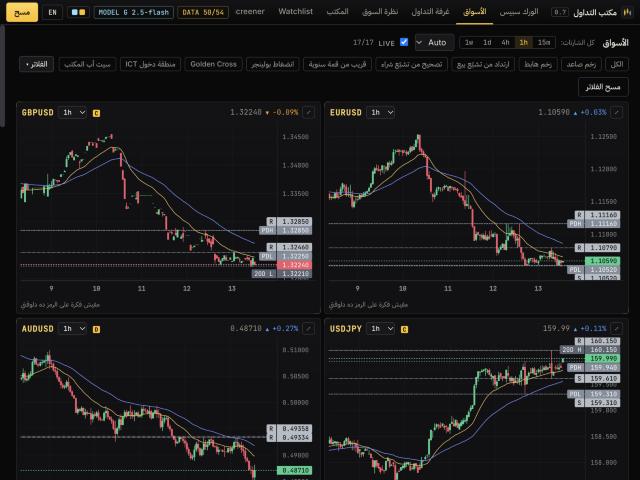 مكتب التداول 0.7 الورك سبيس الأسواق غرفة التداول نظرة السوق المكتب Watchlist creener DATA 50/54 MODEL G 2.5-flash EN مسح
الأسواق كل الشارتات: 1w 1d 4h 1h 15m Auto LIVE 17/17
الكل زخم صاعد زخم هابط ارتداد من تشبّع بيع تصحيح من تشبّع شراء قريب من قمة سنوية انضغاط بولينجر Golden Cross منطقة دخول ICT سيت أب المكتب الفلاتر
مسح الفلاتر
GBPUSD 1h C 1.32240 ▼ -0.09%
1.34500
1.34000
1.33500
R 1.32850
PDH 1.32850
R 1.32460
PDL 1.32250
1.32240
200 L 1.32210
9 10 11 12 13
مفيش فكرة على الرمز ده دلوقتي
EURUSD 1h 1.10590 ▲ +0.03%
1.12500
1.12000
1.11500
R 1.11160
PDH 1.11160
1.11000
R 1.10790
1.10590
PDL 1.10520
S 1.10520
9 10 11 12 13
مفيش فكرة على الرمز ده دلوقتي
AUDUSD 1h D 0.48710 ▲ +0.27%
0.51000
0.50500
0.50000
R 0.49358
R 0.49334
0.49000
0.48710
USDJPY 1h C 159.99 ▲ +0.11%
R 160.150
20D H 160.150
159.990
PDH 159.940
S 159.610
PDL 159.310
S 159.310
159.000
158.500
158.000